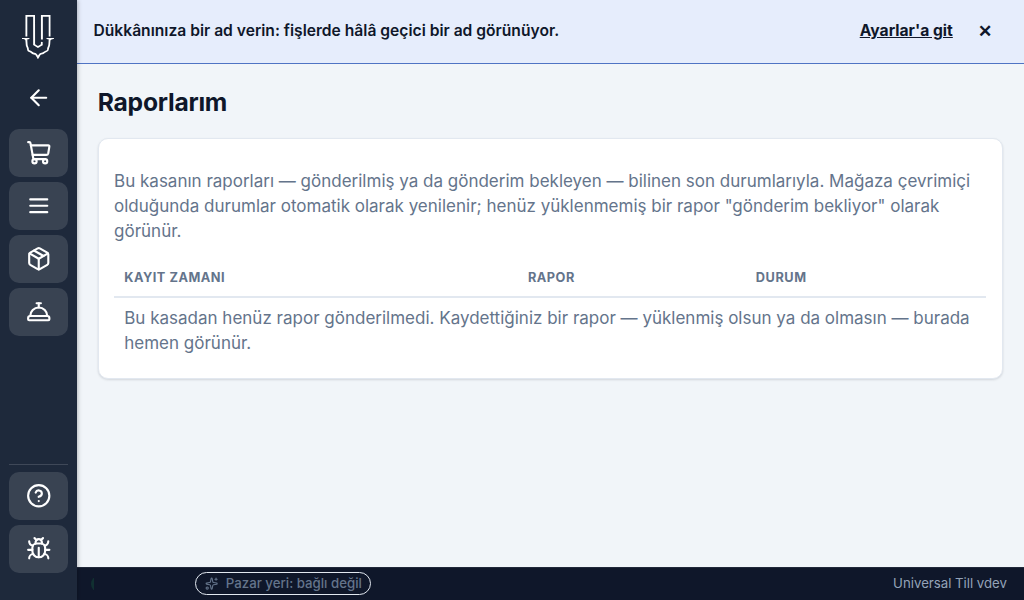 Dükkânınıza bir ad verin: fişlerde hâlâ geçici bir ad görünüyor.
Ayarlar'a git ✕
Raporlarım
Bu kasanın raporları — gönderilmiş ya da gönderim bekleyen — bilinen son durumlarıyla. Mağaza çevrimiçi
olduğunda durumlar otomatik olarak yenilenir; henüz yüklenmemiş bir rapor "gönderim bekliyor" olarak
görünür.
KAYIT ZAMANI RAPOR DURUM
Bu kasadan henüz rapor gönderilmedi. Kaydettiğiniz bir rapor — yüklenmiş olsun ya da olmasın — burada
hemen görünür.
Pazar yeri: bağlı değil
Universal Till vdev